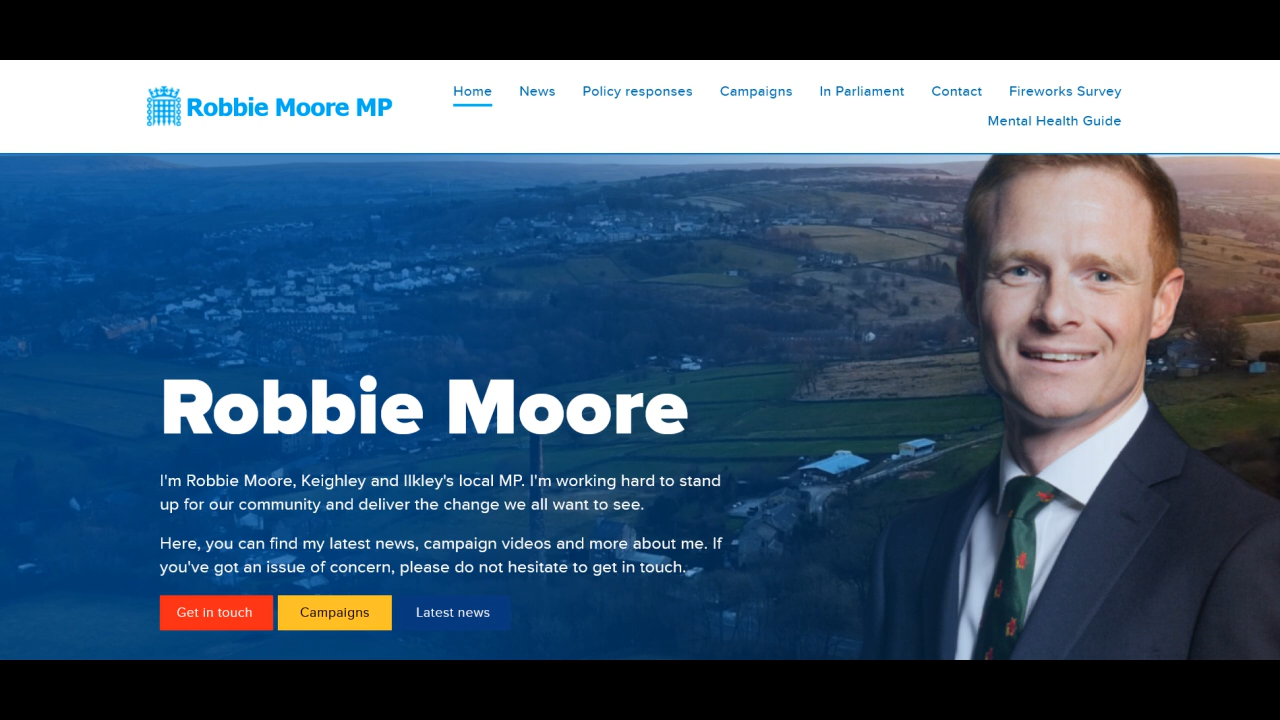 Robbie Moore MP
Home News Policy responses Campaigns In Parliament Contact Fireworks Survey
Mental Health Guide
Robbie Moore
I'm Robbie Moore, Keighley and Ilkley's local MP. I'm working hard to stand
up for our community and deliver the change we all want to see.
Here, you can find my latest news, campaign videos and more about me. If
you've got an issue of concern, please do not hesitate to get in touch.
Get in touch Campaigns Latest news